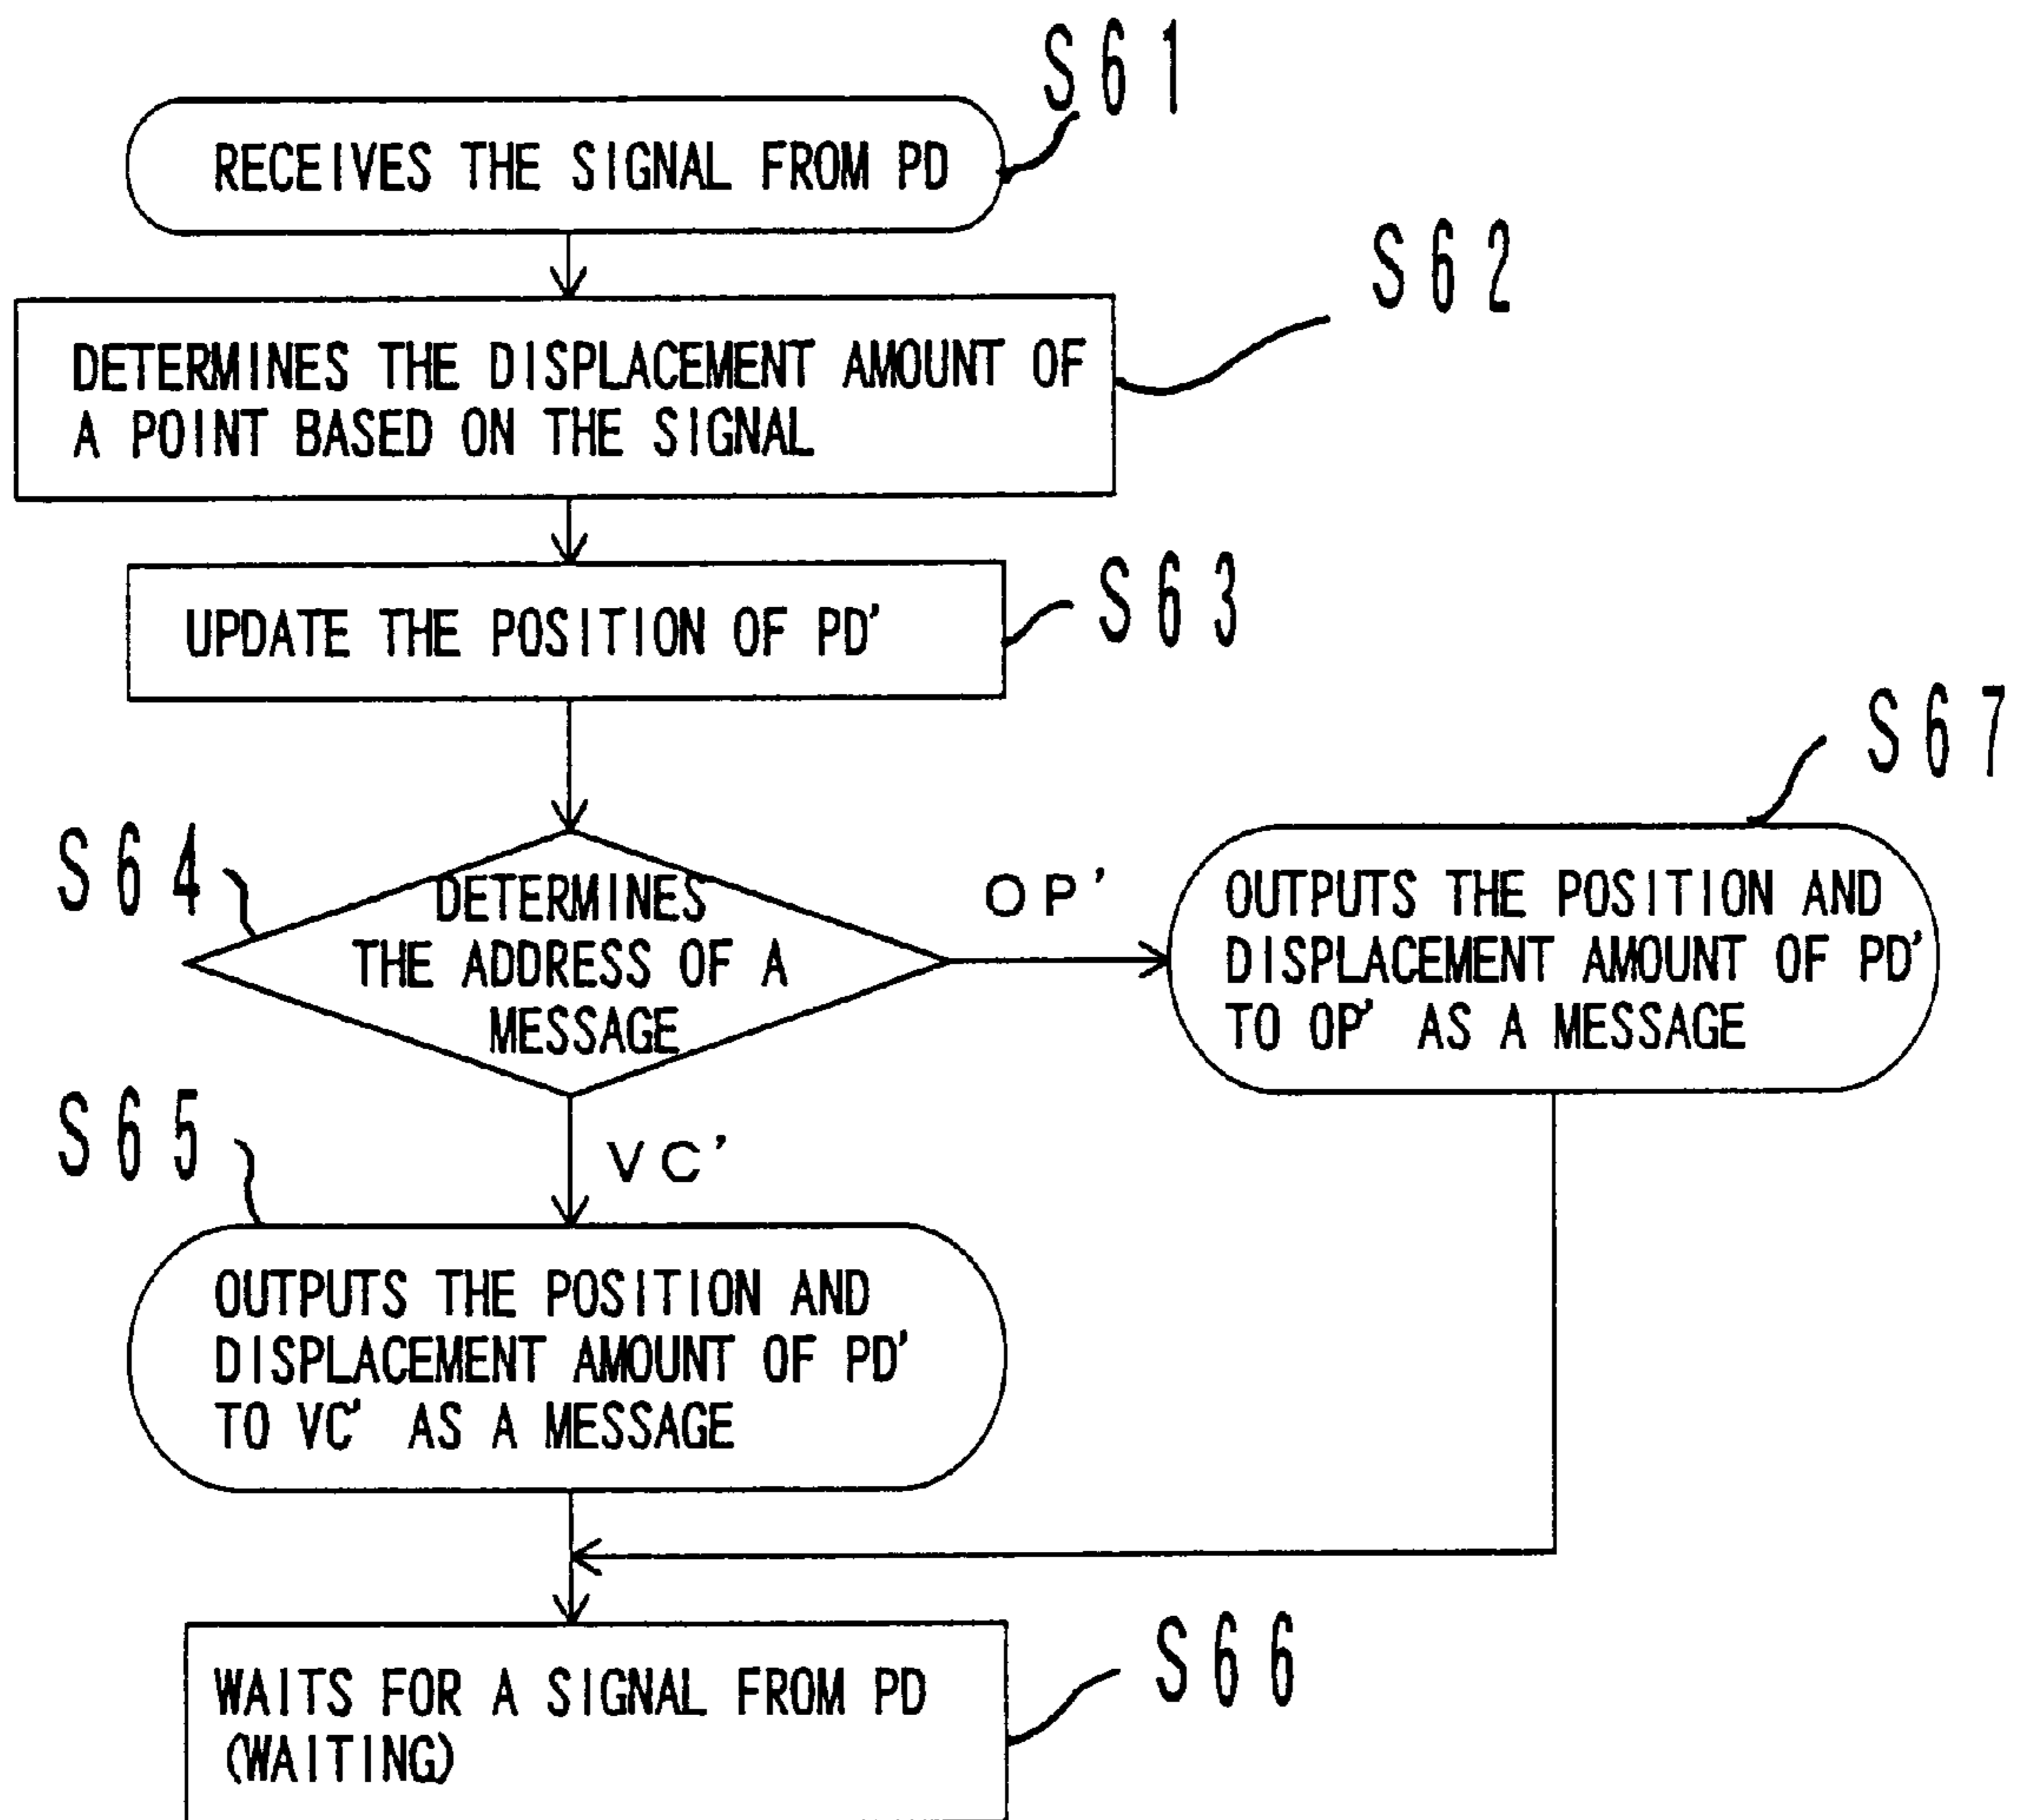 S61
RECEIVES THE SIGNAL FROM PD
S62
DETERMINES THE DISPLACEMENT AMOUNT OF
A POINT BASED ON THE SIGNAL
S63
UPDATE THE POSITION OF PD'
S64
DETERMINES
THE ADDRESS OF A
MESSAGE
OP'
S67
OUTPUTS THE POSITION AND
DISPLACEMENT AMOUNT OF PD'
TO OP' AS A MESSAGE
VC'
S65
OUTPUTS THE POSITION AND
DISPLACEMENT AMOUNT OF PD'
TO VC' AS A MESSAGE
S66
WAITS FOR A SIGNAL FROM PD
(WAITING)